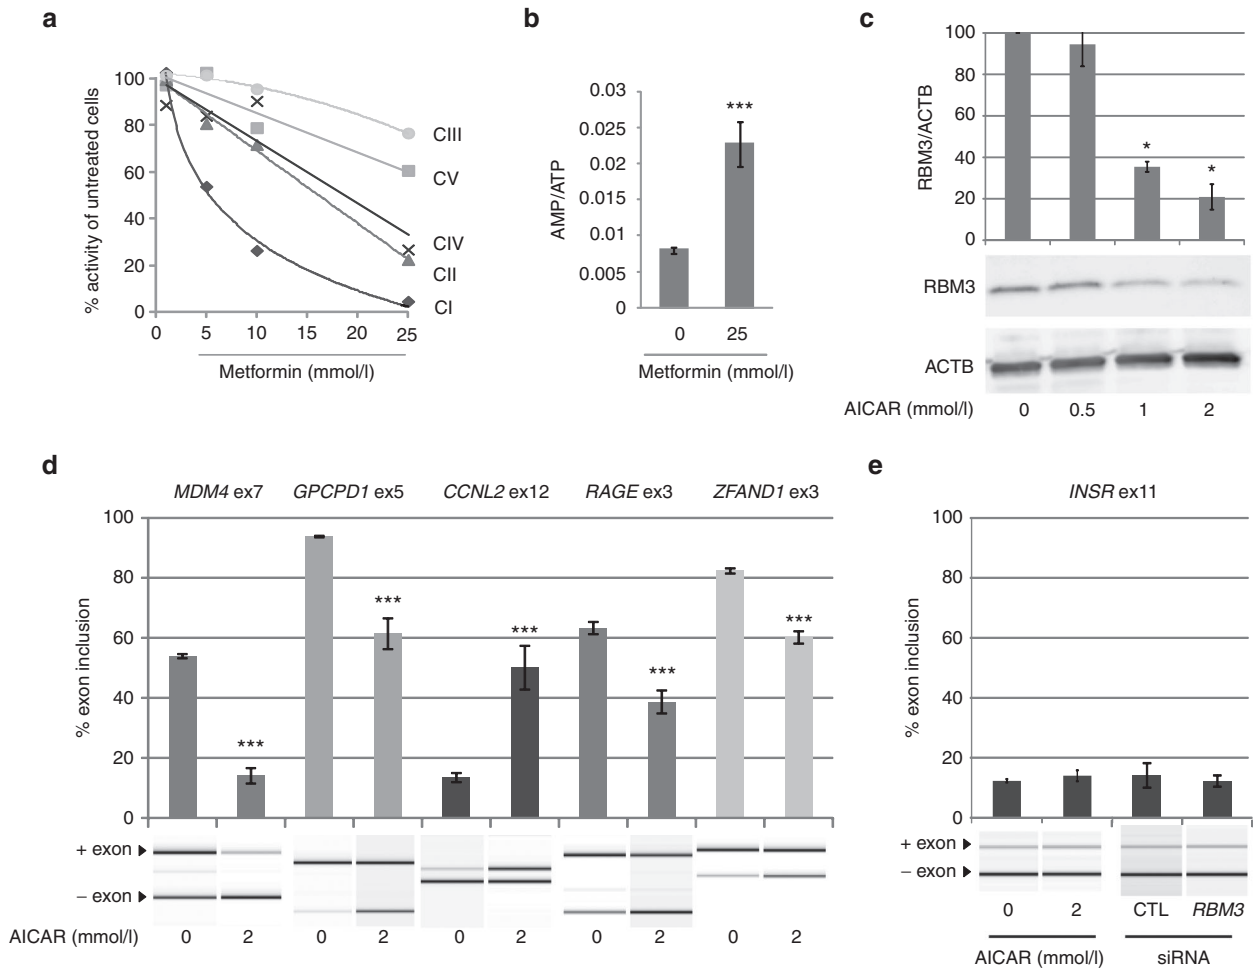 a
% activity of untreated cells
100
80
60
40
20
0
CIII
CV
CIV
CII
CI
0 5 10 15 20 25
Metformin (mmol/l)
b
AMP/ATP
0.03
0.025
0.02
0.015
0.01
0.005
0
***
0 25
Metformin (mmol/l)
c
RBM3/ACTB
100
80
60
40
20
0
* *
RBM3
ACTB
AICAR (mmol/l) 0 0.5 1 2
d
MDM4 ex7 GPCPD1 ex5 CCNL2 ex12 RAGE ex3 ZFAND1 ex3
% exon inclusion
100
80
60
40
20
0
*** *** *** *** ***
+ exon
– exon
AICAR (mmol/l) 0 2 0 2 0 2 0 2 0 2
e
INSR ex11
% exon inclusion
100
80
60
40
20
0
+ exon
– exon
0 2 CTL RBM3
AICAR (mmol/l) siRNA